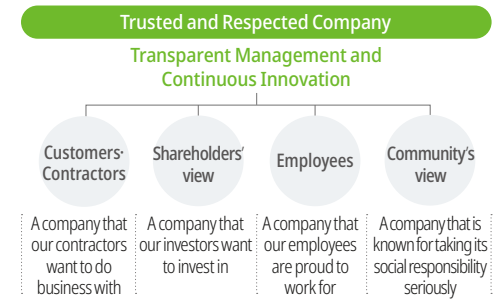 Trusted and Respected Company
Transparent Management and
Continuous Innovation
Customers·
Contractors
Shareholders'
view
Employees
Community's
view
A company that
our contractors
want to do
business with
A company that
our investors want
to invest in
A company that
our employees
are proud to
work for
A company that is
known for taking its
social responsibility
seriously